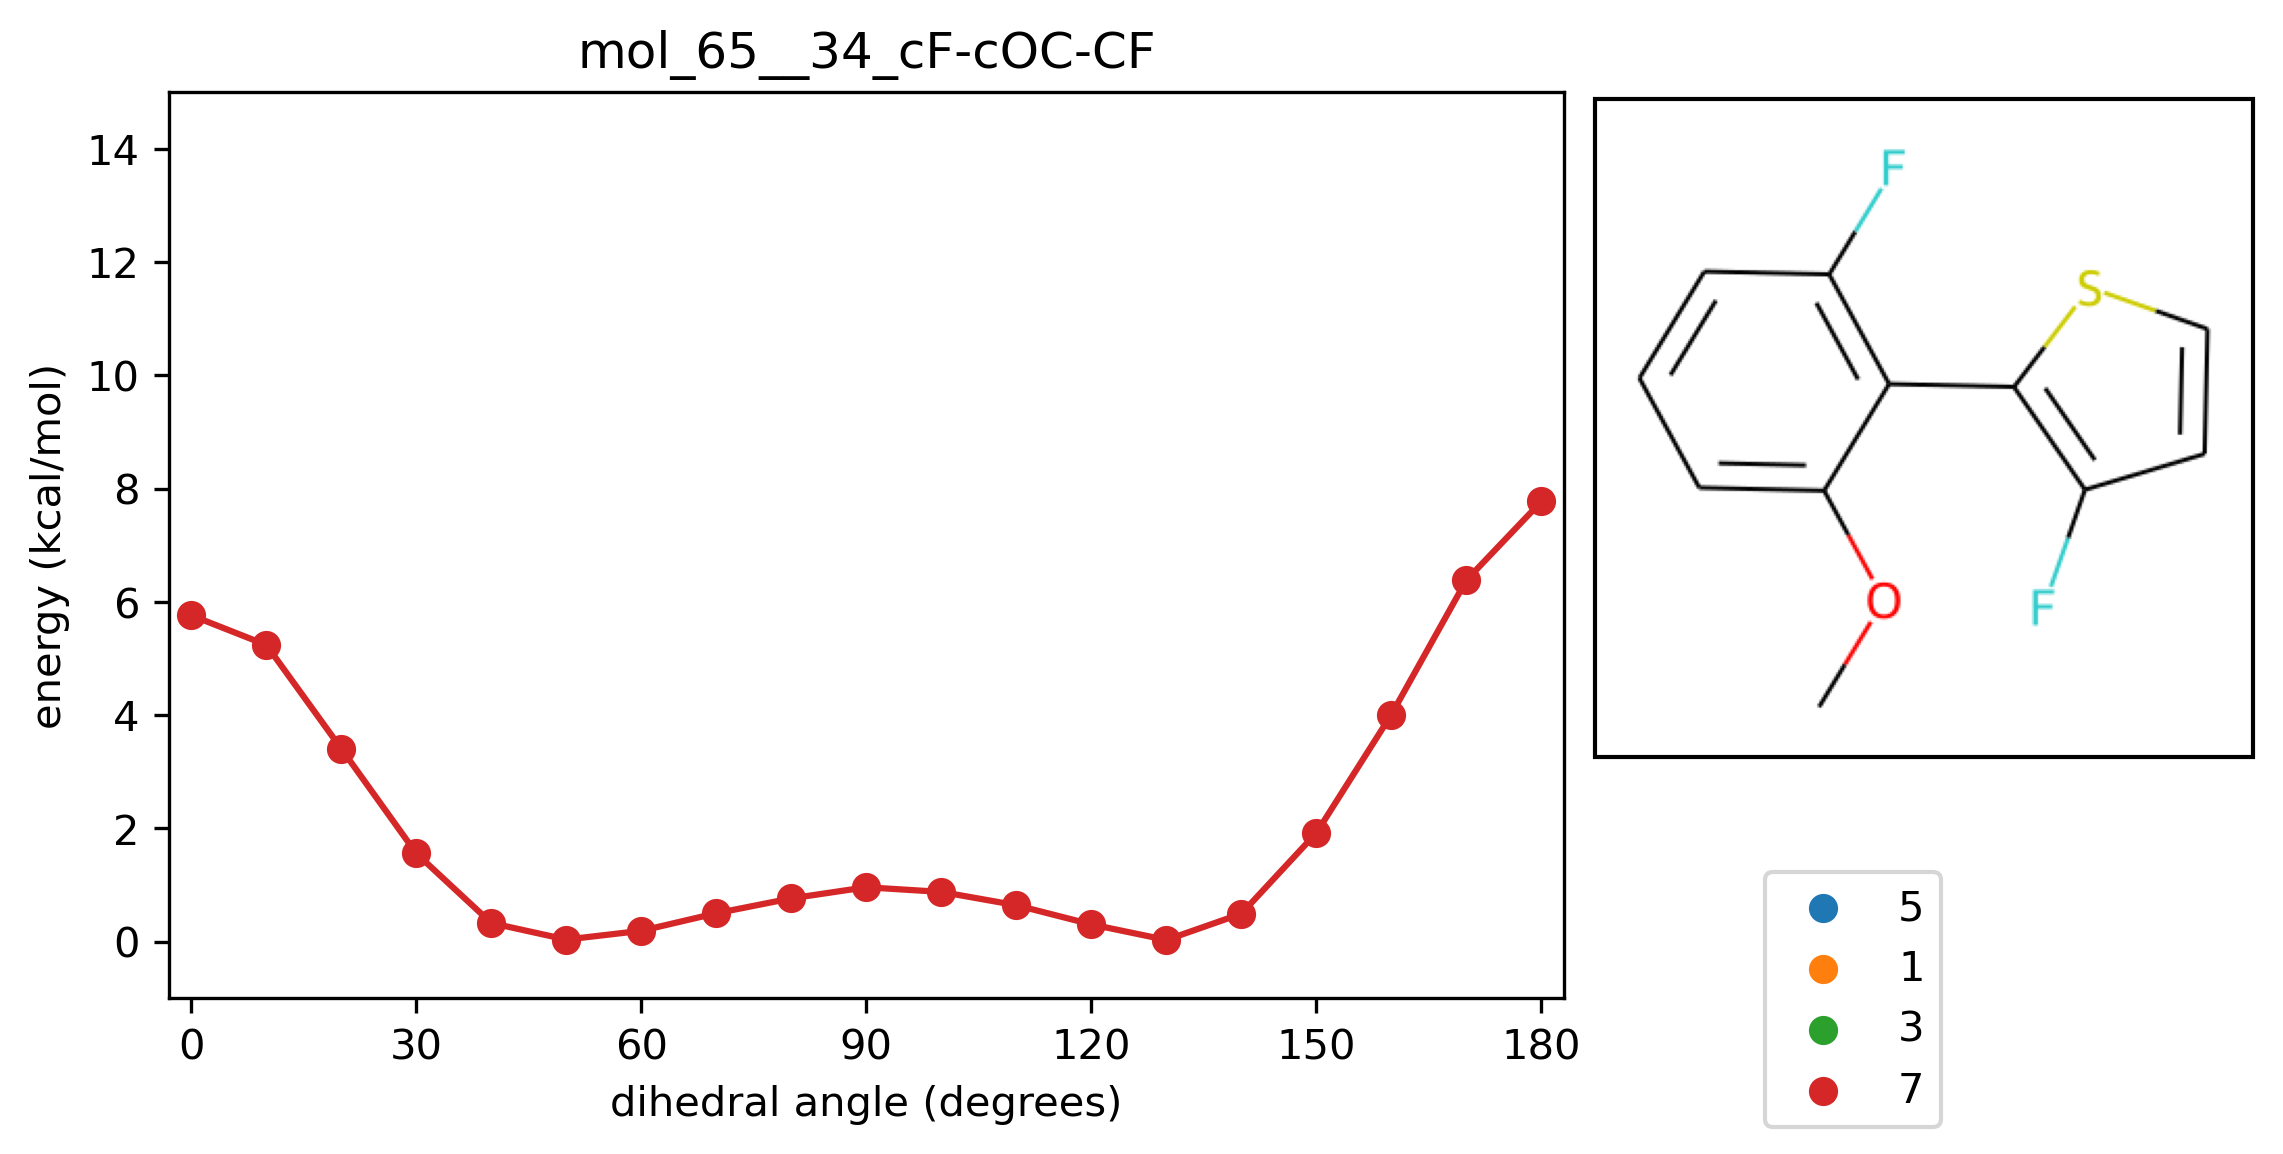 mol_65__34_cF-cOC-CF
14
12
10
8
6
4
2
0
energy (kcal/mol)
0 30 60 90 120 150 180
dihedral angle (degrees)
F
S
O
F
5
1
3
7